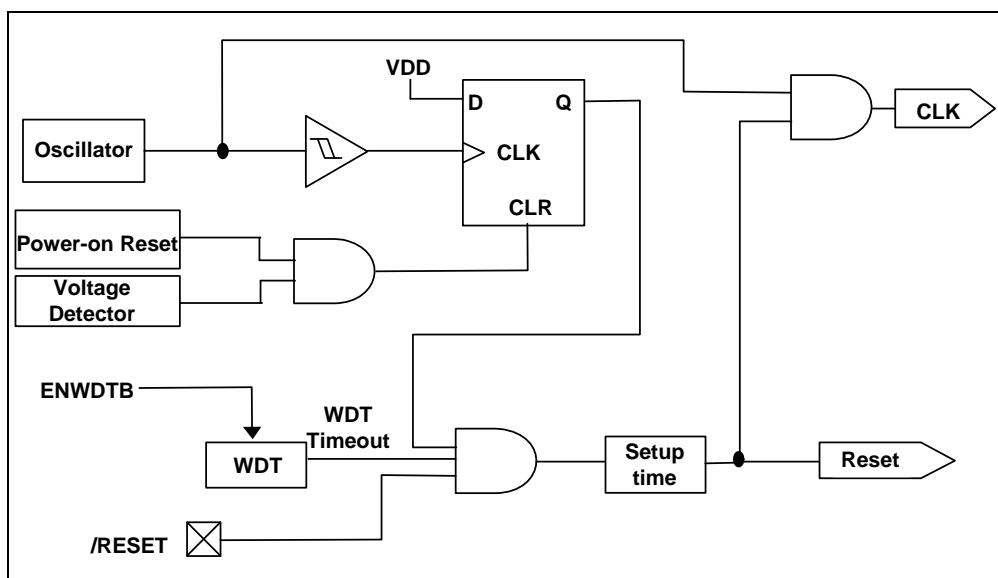 VDD
D
Q
CLK
CLR
CLK
Oscillator
Power-on Reset
Voltage
Detector
ENWDTB
WDT
Timeout
WDT
Setup
time
Reset
/RESET